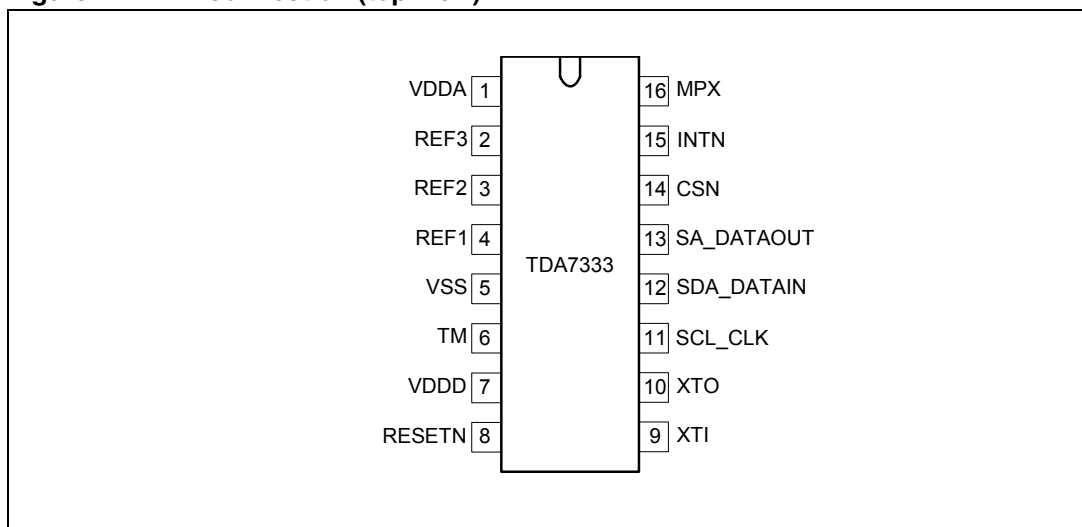 VDDA 1
REF3 2
REF2 3
REF1 4
VSS 5
TM 6
VDDD 7
RESETN 8
TDA7333
16 MPX
15 INTN
14 CSN
13 SA_DATAOUT
12 SDA_DATAIN
11 SCL_CLK
10 XTO
9 XTI